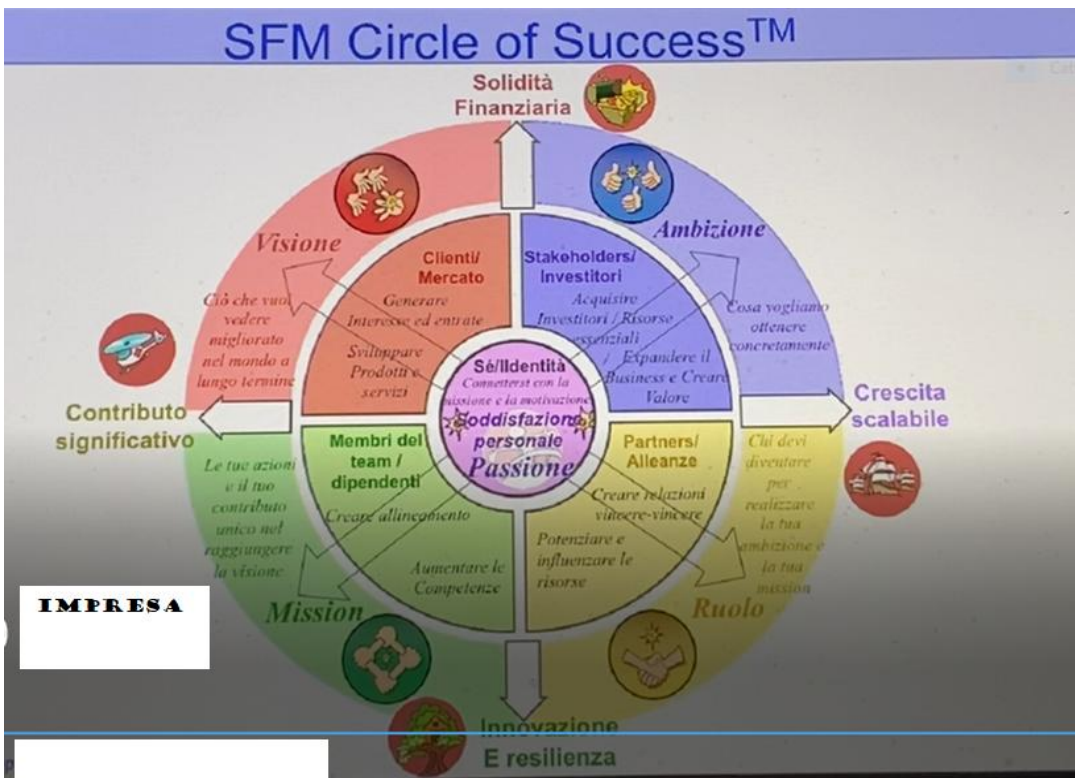 SFM Circle of Success™
Solidità
Finanziaria
Visione
Ciò che vuoi
vedere
migliorato
nel mondo a
lungo termine
Clienti/
Mercato
Generare
Interesse ed entrate
Sviluppare
Prodotti e
servizi
Stakeholders/
Investitori
Acquisire
Investitori / Risorse
essenziali
/ Expandere il
Business e Creare
Valore
Ambizione
Cosa vogliamo
ottenere
concretamente
Contributo
significativo
Crescita
scalabile
Sé/IIdentità
Connettersi con la
missione e la motivazione
Soddisfazione
personale
Passione
Membri del
team /
dipendenti
Creare allineamento
Aumentare le
Competenze
Partners/
Alleanze
Creare relazioni
vincere-vincere
Potenziare e
influenzare le
risorse
Le tue azioni
e il tuo
contributo
unico nel
raggiungere
la visione
Mission
Chi devi
diventare
per
realizzare
la tua
ambizione e
la tua
mission
Ruolo
IMPRESA
Innovazione
E resilienza